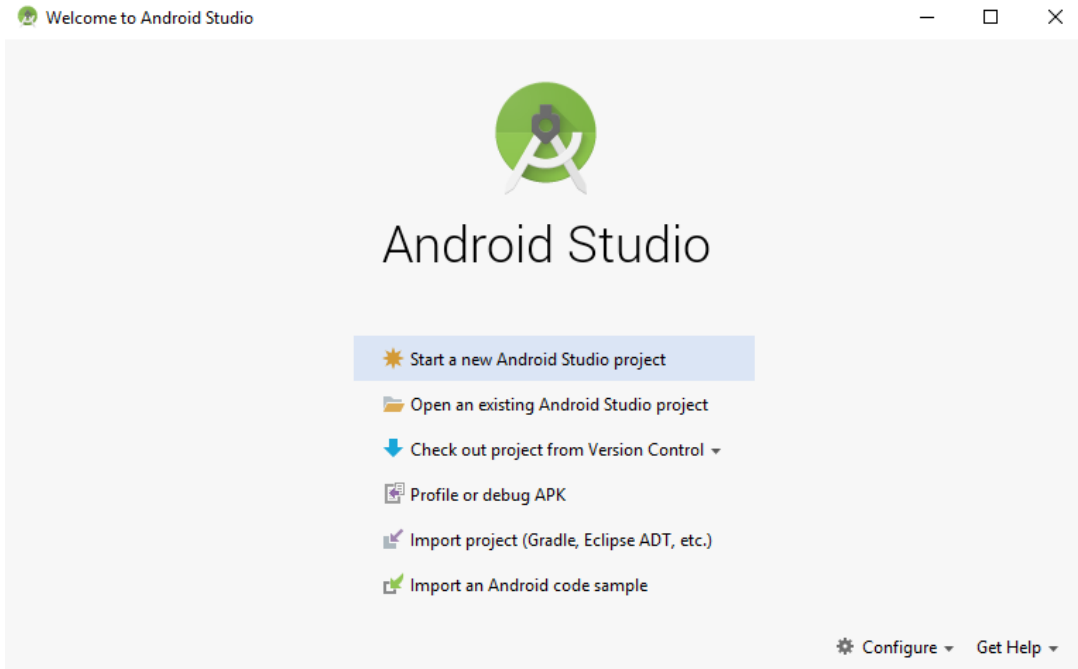 Welcome to Android Studio
Android Studio
Start a new Android Studio project
Open an existing Android Studio project
Check out project from Version Control
Profile or debug APK
Import project (Gradle, Eclipse ADT, etc.)
Import an Android code sample
Configure Get Help